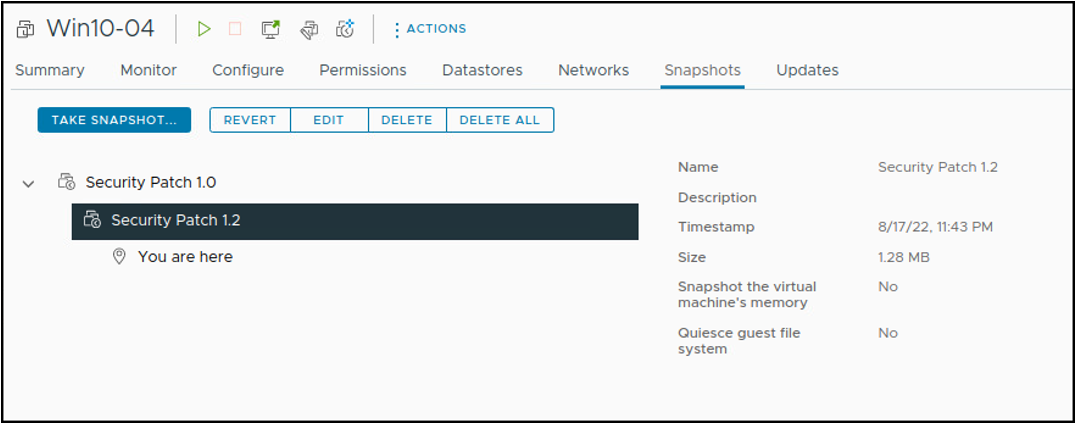 Win10-04
ACTIONS
Summary Monitor Configure Permissions Datastores Networks Snapshots Updates
TAKE SNAPSHOT... REVERT EDIT DELETE DELETE ALL
Security Patch 1.0
Security Patch 1.2
You are here
Name Security Patch 1.2
Description
Timestamp 8/17/22, 11:43 PM
Size 1.28 MB
Snapshot the virtual No
machine's memory
Quiesce guest file No
system